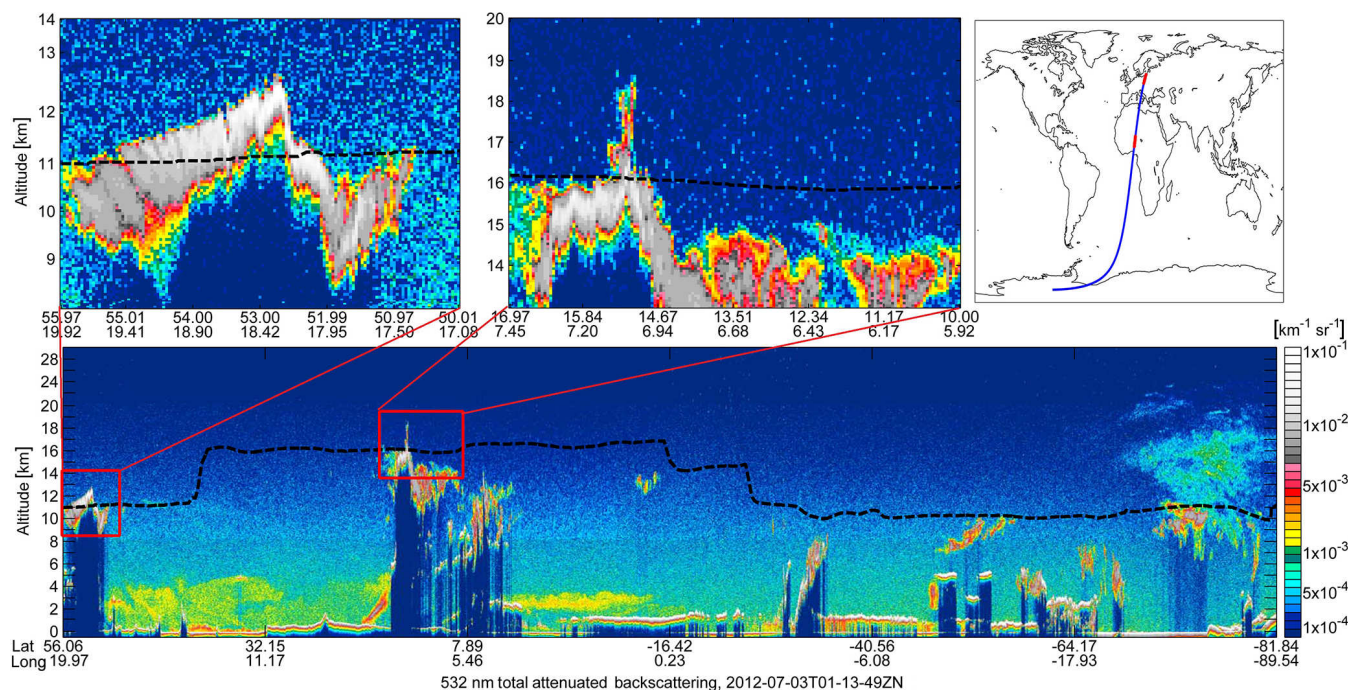 14
13
12
11
10
9
8
Altitude [km]
55.97 55.01 54.00 53.00 51.99 50.97 50.01
19.92 19.41 18.90 18.42 17.95 17.50 17.08
20
19
18
17
16
15
14
Altitude [km]
16.97 15.84 14.67 13.51 12.34 11.17 10.00
7.45 7.20 6.94 6.68 6.43 6.17 5.92
[km-1 sr-1]
28
24
20
18
16
14
12
10
8
6
4
2
0
Altitude [km]
1x10-1
1x10-2
5x10-3
1x10-3
5x10-4
1x10-4
Lat 56.06 32.15 7.89 -16.42 -40.56 -64.17 -81.84
Long 19.97 11.17 5.46 0.23 -6.08 -17.93 -89.54
532 nm total attenuated backscattering, 2012-07-03T01-13-49ZN